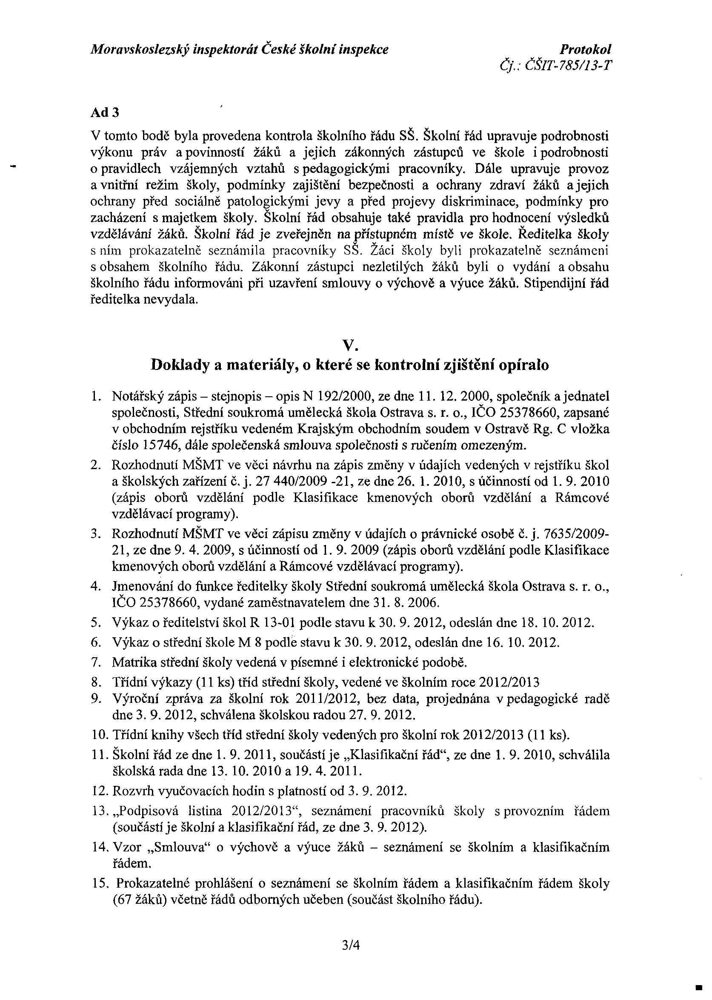 Moravskoslezský inspektorát České školní inspekce Protokol
Čj.: ČŠIT-785/13-T
Ad 3
V tomto bodě byla provedena kontrola školního řádu SŠ. Školní řád upravuje podrobnosti
výkonu práv a povinností žáků a jejich zákonných zástupců ve škole i podrobnosti
o pravidlech vzájemných vztahů s pedagogickými pracovníky. Dále upravuje provoz
a vnitřní režim školy, podmínky zajištění bezpečnosti a ochrany zdraví žáků a jejich
ochrany před sociálně patologickými jevy a před projevy diskriminace, podmínky pro
zacházení s majetkem školy. Školní řád obsahuje také pravidla pro hodnocení výsledků
vzdělávání žáků. Školní řád je zveřejněn na přístupném místě ve škole. Ředitelka školy
s ním prokazatelně seznámila pracovníky SŠ. Žáci školy byli prokazatelně seznámeni
s obsahem školního řádu. Zákonní zástupci nezletilých žáků byli o vydání a obsahu
školního řádu informováni při uzavření smlouvy o výchově a výuce žáků. Stipendijní řád
ředitelka nevydala.
V.
Doklady a materiály, o které se kontrolní zjištění opíralo
1. Notářský zápis – stejnopis – opis N 192/2000, ze dne 11. 12. 2000, společník a jednatel
společnosti, Střední soukromá umělecká škola Ostrava s. r. o., IČO 25378660, zapsané
v obchodním rejstříku vedeném Krajským obchodním soudem v Ostravě Rg. C vložka
číslo 15746, dále společenská smlouva společnosti s ručením omezeným.
2. Rozhodnutí MŠMT ve věci návrhu na zápis změny v údajích vedených v rejstříku škol
a školských zařízení č. j. 27 440/2009 -21, ze dne 26. 1. 2010, s účinností od 1. 9. 2010
(zápis oborů vzdělání podle Klasifikace kmenových oborů vzdělání a Rámcové
vzdělávací programy).
3. Rozhodnutí MŠMT ve věci zápisu změny v údajích o právnické osobě č. j. 7635/2009-
21, ze dne 9. 4. 2009, s účinností od 1. 9. 2009 (zápis oborů vzdělání podle Klasifikace
kmenových oborů vzdělání a Rámcové vzdělávací programy).
4. Jmenování do funkce ředitelky školy Střední soukromá umělecká škola Ostrava s. r. o.,
IČO 25378660, vydané zaměstnavatelem dne 31. 8. 2006.
5. Výkaz o ředitelství škol R 13-01 podle stavu k 30. 9. 2012, odeslán dne 18. 10. 2012.
6. Výkaz o střední škole M 8 podle stavu k 30. 9. 2012, odeslán dne 16. 10. 2012.
7. Matrika střední školy vedená v písemné i elektronické podobě.
8. Třídní výkazy (11 ks) tříd střední školy, vedené ve školním roce 2012/2013
9. Výroční zpráva za školní rok 2011/2012, bez data, projednána v pedagogické radě
dne 3. 9. 2012, schválena školskou radou 27. 9. 2012.
10. Třídní knihy všech tříd střední školy vedených pro školní rok 2012/2013 (11 ks).
11. Školní řád ze dne 1. 9. 2011, součástí je „Klasifikační řád“, ze dne 1. 9. 2010, schválila
školská rada dne 13. 10. 2010 a 19. 4. 2011.
12. Rozvrh vyučovacích hodin s platností od 3. 9. 2012.
13. „Podpisová listina 2012/2013“, seznámení pracovníků školy s provozním řádem
(součástí je školní a klasifikační řád, ze dne 3. 9. 2012).
14. Vzor „Smlouva“ o výchově a výuce žáků – seznámení se školním a klasifikačním
řádem.
15. Prokazatelné prohlášení o seznámení se školním řádem a klasifikačním řádem školy
(67 žáků) včetně řádů odborných učeben (součást školního řádu).
3/4